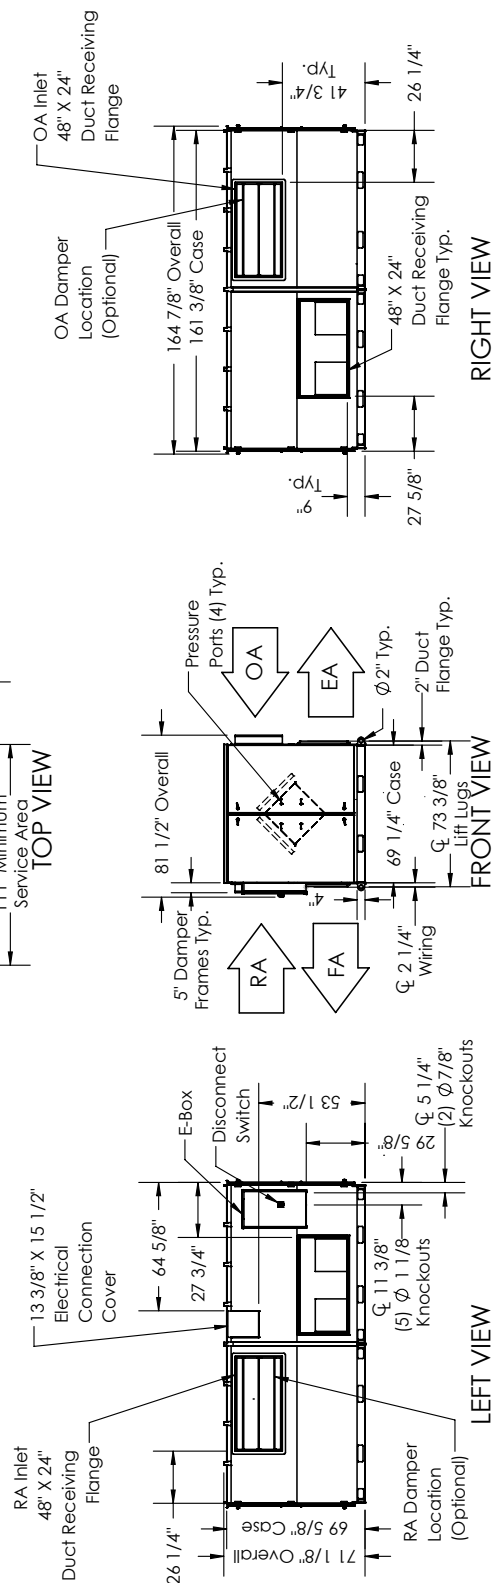 OA Inlet
48" X 24"
Duct Receiving
Flange
OA Damper
Location
(Optional)
164 7/8" Overall
161 3/8" Case
41 3/4"
Typ.
26 1/4"
48" X 24"
Duct Receiving
Flange Typ.
9"
Typ.
27 5/8"
RIGHT VIEW
Service Area
TOP VIEW
Pressure
Ports (4) Typ.
OA
EA
81 1/2" Overall
5" Damper
Frames Typ.
RA
FA
Ø 2" Typ.
2" Duct
Flange Typ.
69 1/4" Case
℄ 73 3/8"
Lift Lugs
4"
℄ 2 1/4"
Wiring
FRONT VIEW
E-Box
Disconnect
Switch
13 3/8" X 15 1/2"
Electrical
Connection
Cover
64 5/8"
27 3/4"
53 1/2"
29 5/8"
℄ 5 1/4"
(2) Ø 7/8"
Knockouts
℄ 11 3/8"
(5) Ø 1 1/8
Knockouts
RA Inlet
48" X 24"
Duct Receiving
Flange
26 1/4"
69 5/8" Case
71 1/8" Overall
RA Damper
Location
(Optional)
LEFT VIEW